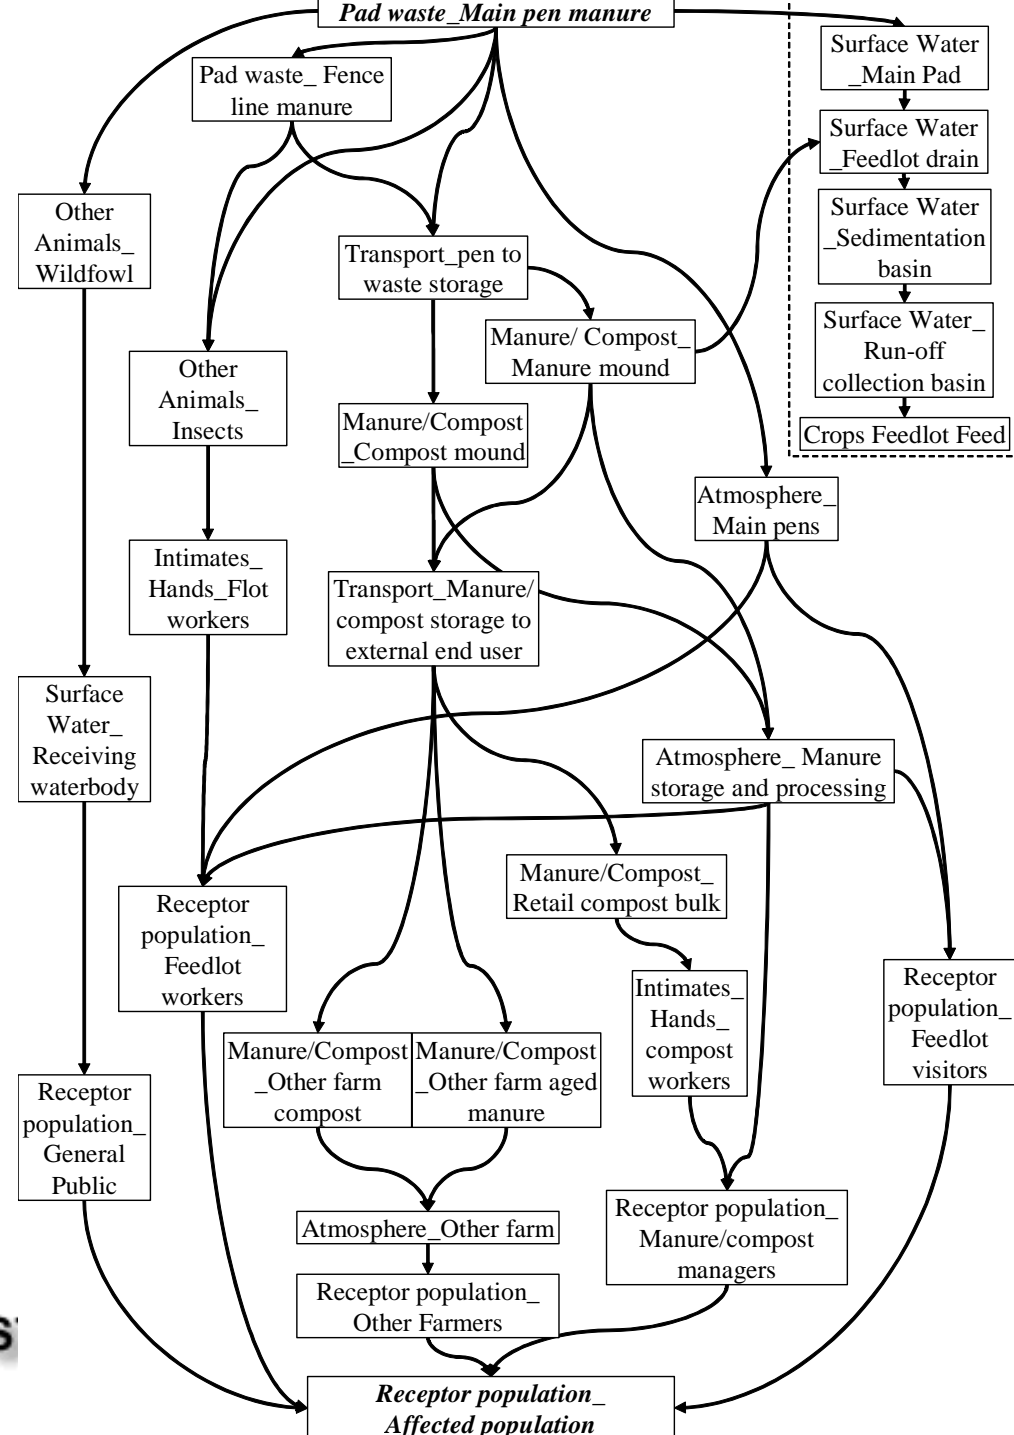 Pad waste_Main pen manure
Surface Water
_Main Pad
Pad waste_ Fence
line manure
Surface Water
_Feedlot drain
Other
Animals_
Wildfowl
Surface Water
_Sedimentation
basin
Transport_pen to
waste storage
Surface Water_
Run-off
collection basin
Manure/ Compost_
Manure mound
Other
Animals_
Insects
Manure/Compost
_Compost mound
Crops Feedlot Feed
Atmosphere_
Main pens
Intimates_
Hands_Flot
workers
Transport_Manure/
compost storage to
external end user
Surface
Water_
Receiving
waterbody
Atmosphere_ Manure
storage and processing
Manure/Compost_
Retail compost bulk
Receptor
population_
Feedlot
workers
Receptor
population_
Feedlot
visitors
Intimates_
Hands_
compost
workers
Manure/Compost
_Other farm
compost
Manure/Compost
_Other farm aged
manure
Receptor
population_
General
Public
Receptor population_
Manure/compost
managers
Atmosphere_Other farm
Receptor population_
Other Farmers
Receptor population_
Affected population